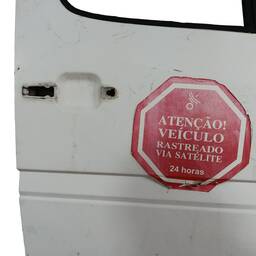 ATENÇÃO!
VEÍCULO
RASTREADO
VIA SATÉLITE
24 horas